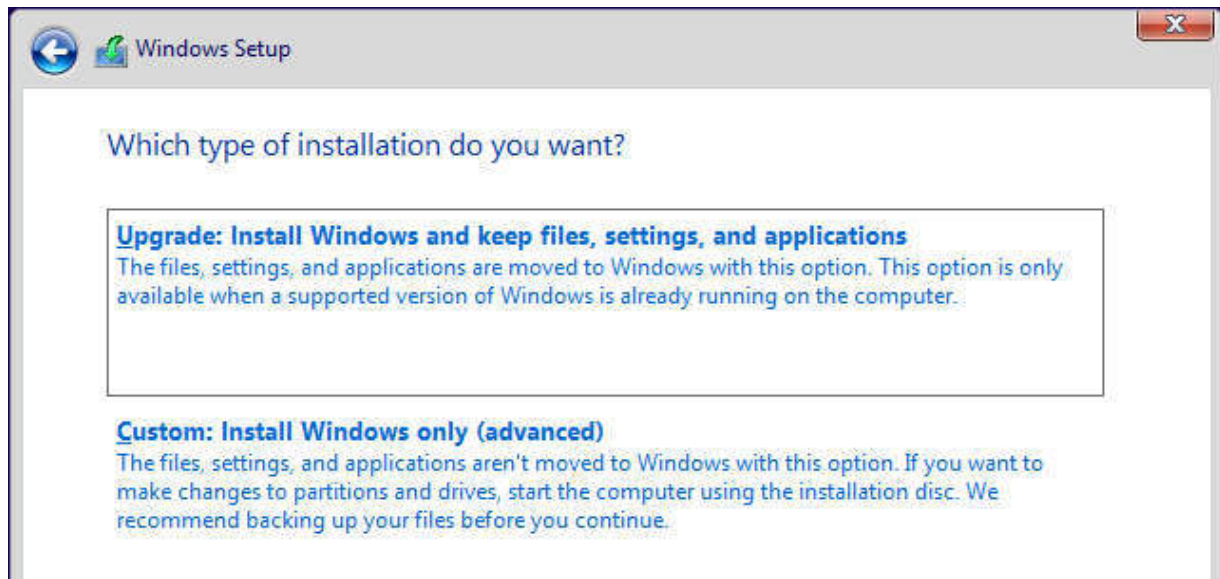 Windows Setup
Which type of installation do you want?
Upgrade: Install Windows and keep files, settings, and applications
The files, settings, and applications are moved to Windows with this option. This option is only
available when a supported version of Windows is already running on the computer.
Custom: Install Windows only (advanced)
The files, settings, and applications aren't moved to Windows with this option. If you want to
make changes to partitions and drives, start the computer using the installation disc. We
recommend backing up your files before you continue.